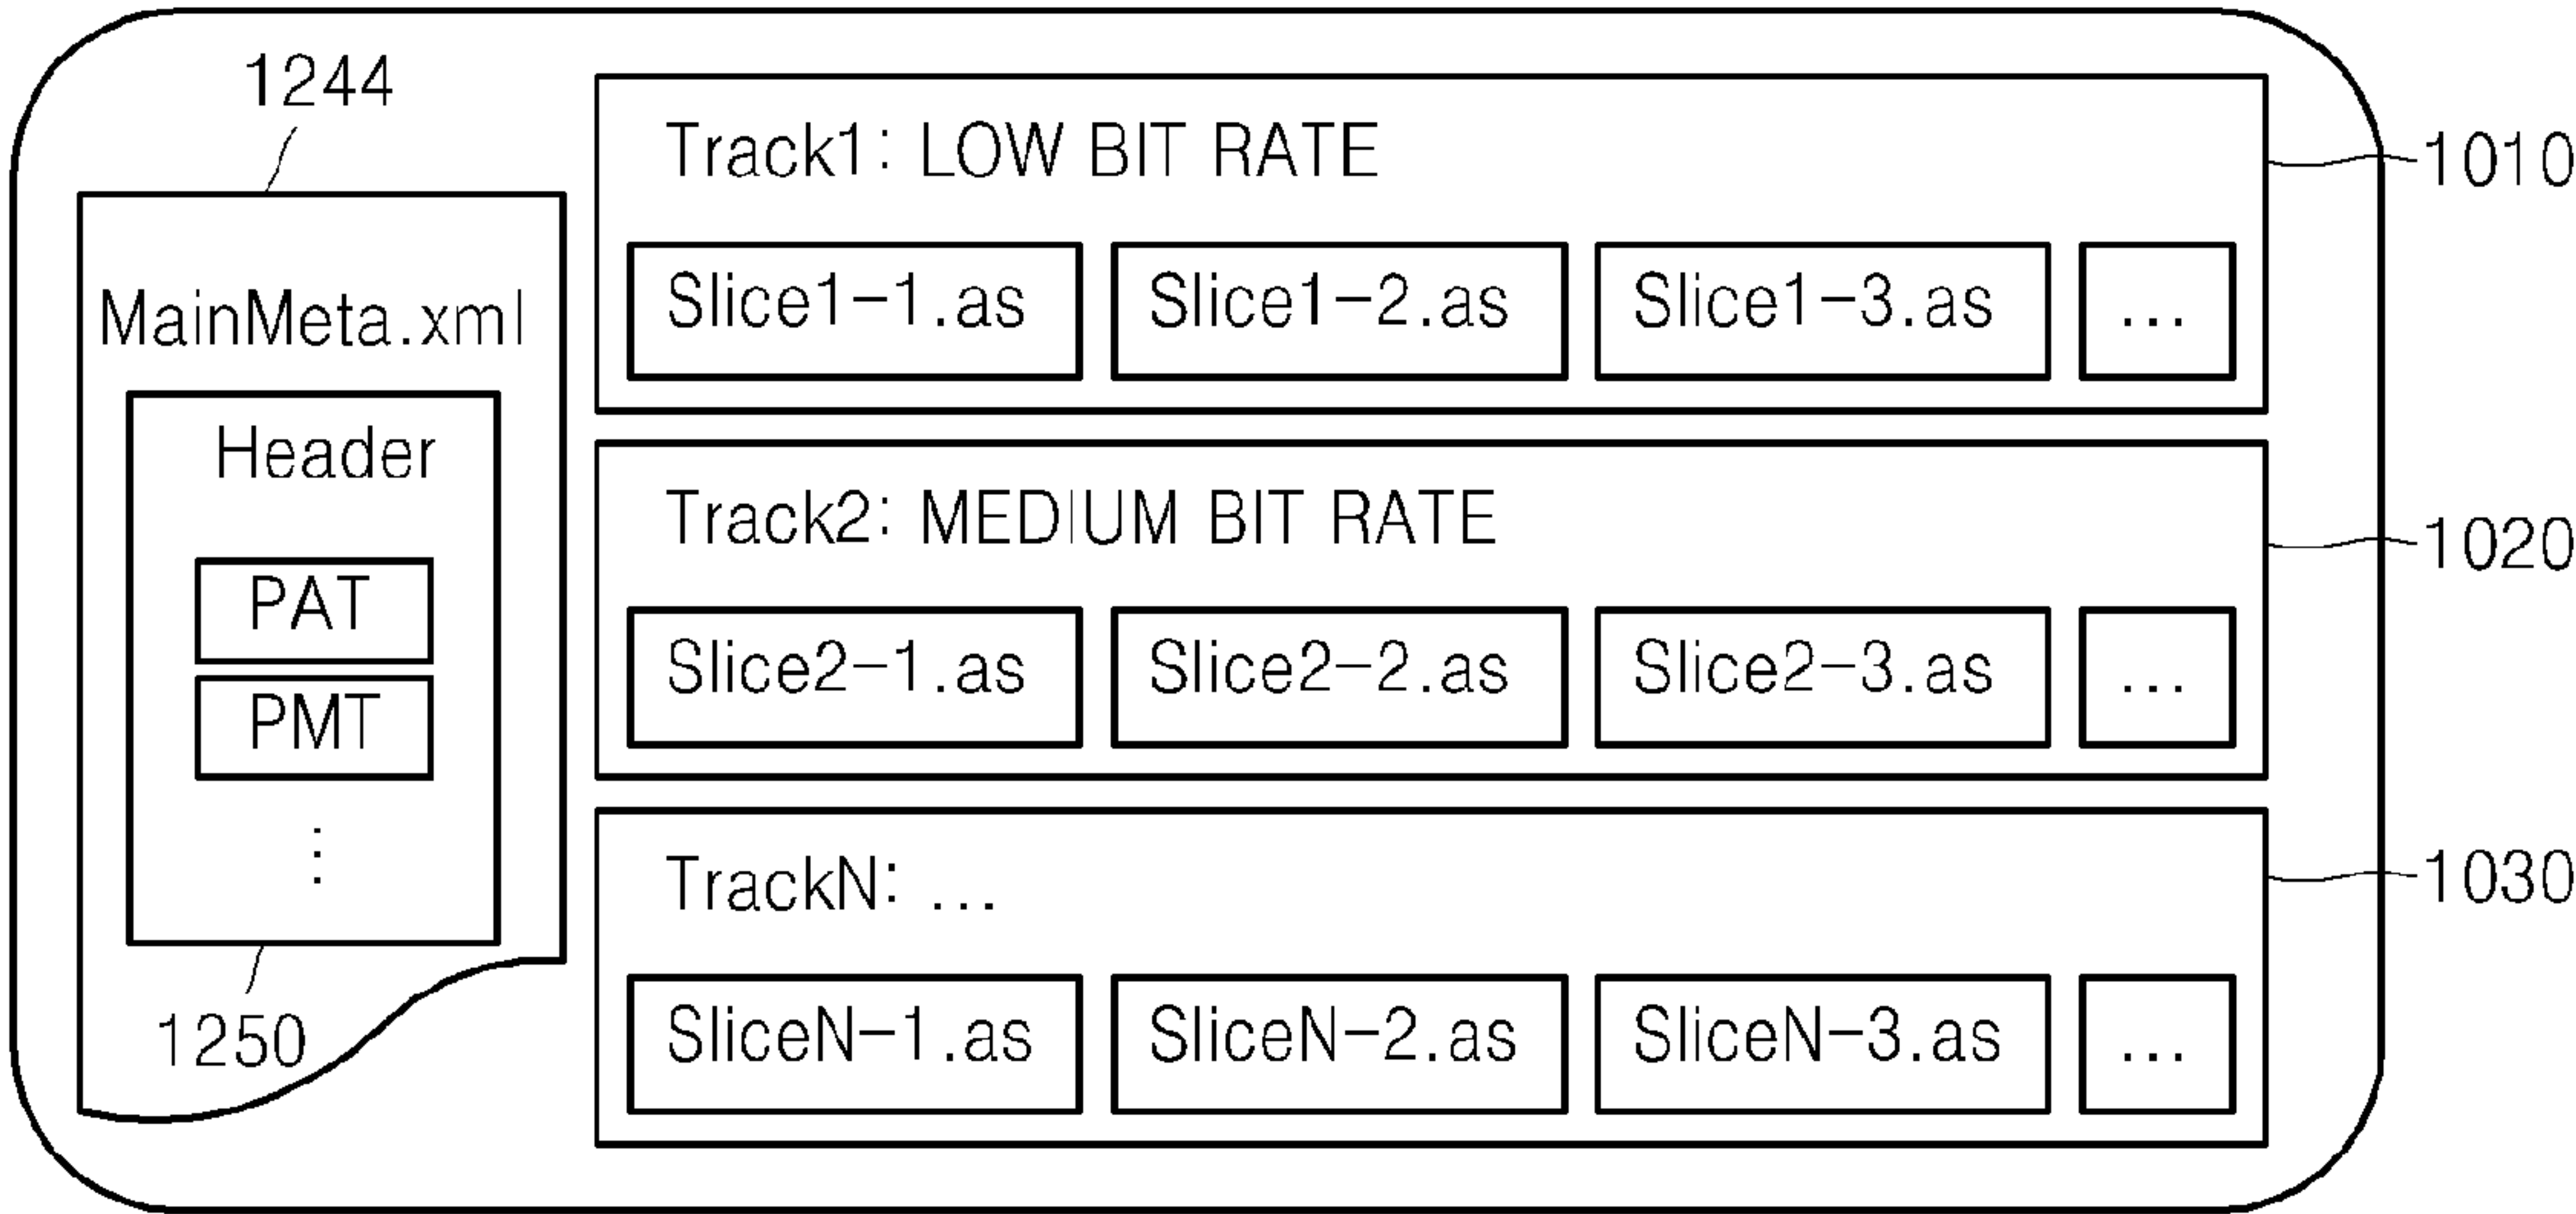 1244
MainMeta.xml
Header
PAT
PMT
⋮
1250
Track1: LOW BIT RATE
1010
Slice1-1.as
Slice1-2.as
Slice1-3.as
...
Track2: MEDIUM BIT RATE
1020
Slice2-1.as
Slice2-2.as
Slice2-3.as
...
TrackN: ...
1030
SliceN-1.as
SliceN-2.as
SliceN-3.as
...